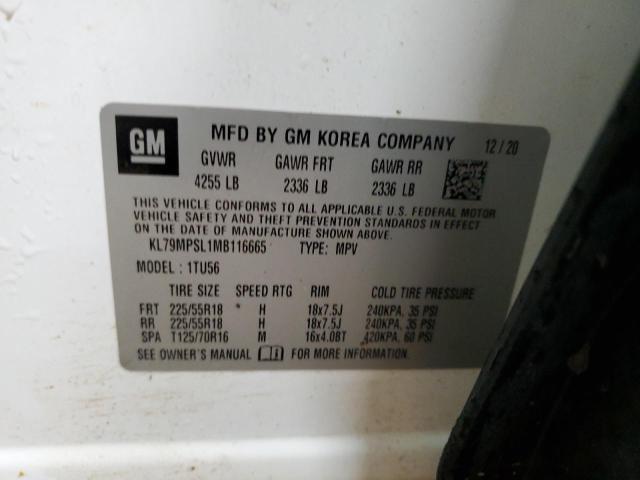 GM MFD BY GM KOREA COMPANY 12/20
GVWR GAWR FRT GAWR RR
4255 LB 2336 LB 2336 LB
THIS VEHICLE CONFORMS TO ALL APPLICABLE U.S. FEDERAL MOTOR
VEHICLE SAFETY AND THEFT PREVENTION STANDARDS IN EFFECT
ON THE DATE OF MANUFACTURE SHOWN ABOVE.
KL79MPSL1MB116665 TYPE: MPV
MODEL: 1TU56
TIRE SIZE SPEED RTG RIM COLD TIRE PRESSURE
FRT 225/55R18 H 18x7.5J 240KPA, 35 PSI
RR 225/55R18 H 18x7.5J 240KPA, 35 PSI
SPA T125/70R16 M 16x4.0BT 420KPA, 60 PSI
SEE OWNER'S MANUAL FOR MORE INFORMATION.